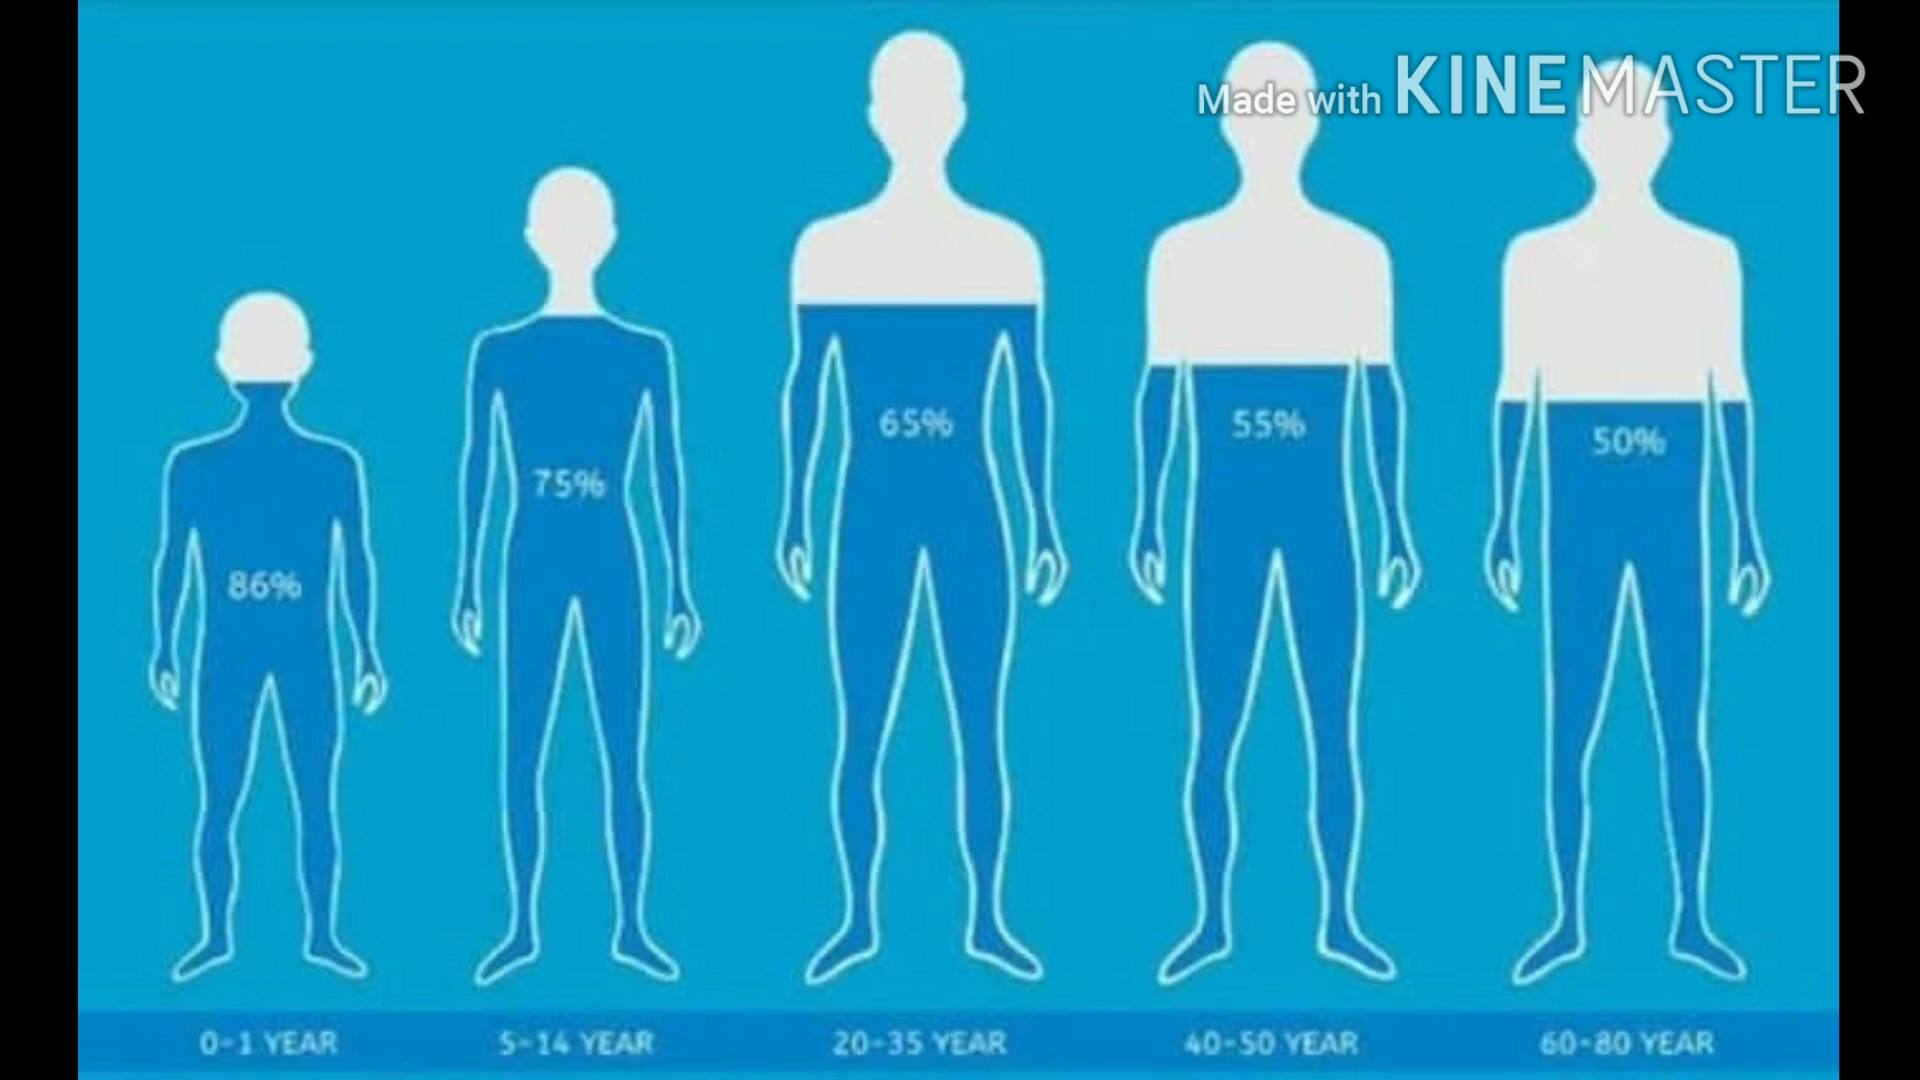 Made with KINEMASTER
86%
75%
65%
55%
50%
0-1 YEAR
5-14 YEAR
20-35 YEAR
40-50 YEAR
60-80 YEAR